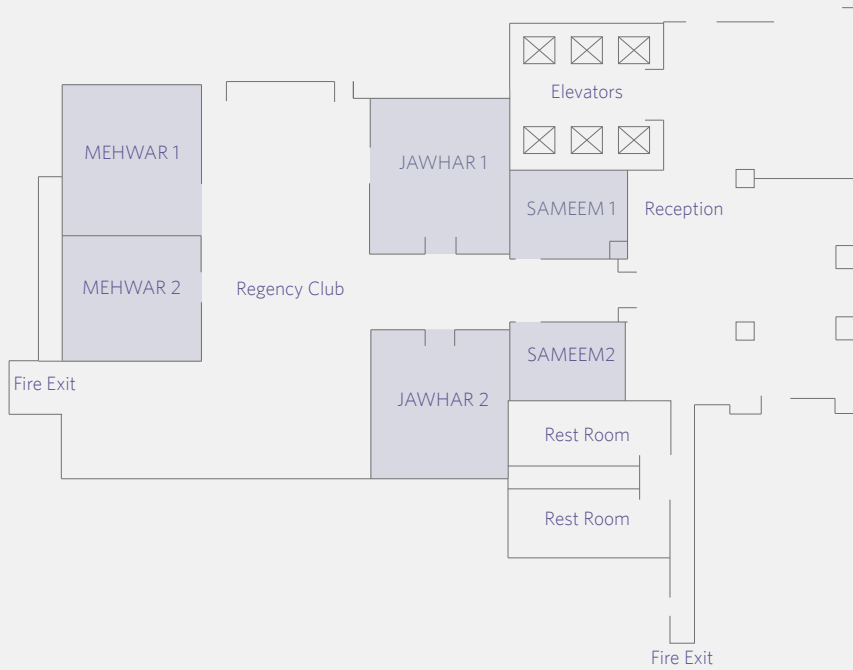 Elevators
MEHWAR 1
JAWHAR 1
SAMEEM 1
Reception
MEHWAR 2
Regency Club
SAMEEM2
Fire Exit
JAWHAR 2
Rest Room
Rest Room
Fire Exit